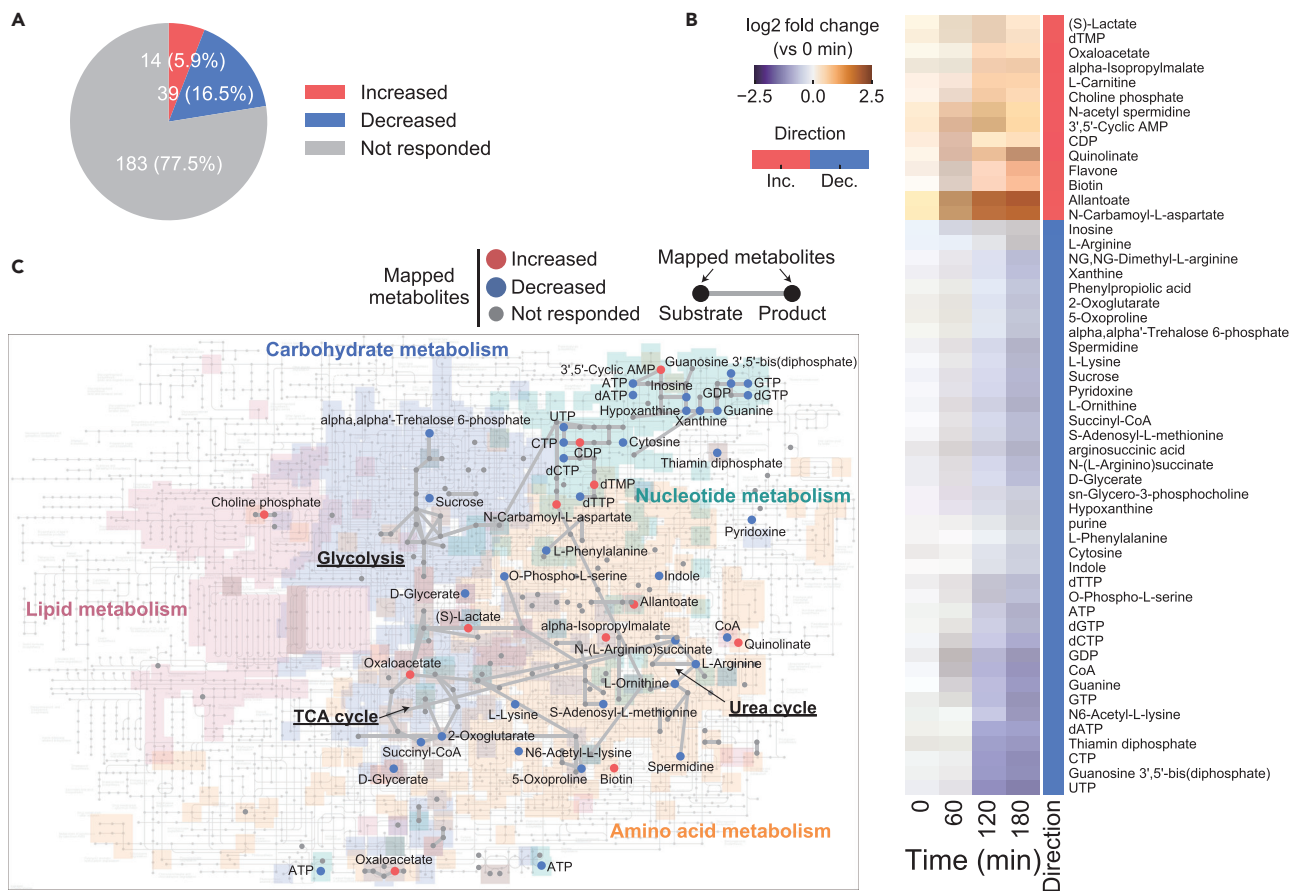 A
14 (5.9%)
39 (16.5%)
183 (77.5%)
Increased
Decreased
Not responded
B
log2 fold change
(vs 0 min)
−2.5 0.0 2.5
Direction
Inc. Dec.
(S)-Lactate
dTMP
Oxaloacetate
alpha-Isopropylmalate
L-Carnitine
Choline phosphate
N-acetyl spermidine
3',5'-Cyclic AMP
CDP
Quinolinate
Flavone
Biotin
Allantoate
N-Carbamoyl-L-aspartate
Inosine
L-Arginine
NG,NG-Dimethyl-L-arginine
Xanthine
Phenylpropiolic acid
2-Oxoglutarate
5-Oxoproline
alpha,alpha'-Trehalose 6-phosphate
Spermidine
L-Lysine
Sucrose
Pyridoxine
L-Ornithine
Succinyl-CoA
S-Adenosyl-L-methionine
arginosuccinic acid
N-(L-Arginino)succinate
D-Glycerate
sn-Glycero-3-phosphocholine
Hypoxanthine
purine
L-Phenylalanine
Cytosine
Indole
dTTP
O-Phospho-L-serine
ATP
dGTP
dCTP
GDP
CoA
Guanine
GTP
N6-Acetyl-L-lysine
dATP
Thiamin diphosphate
CTP
Guanosine 3',5'-bis(diphosphate)
UTP
0 60 120 180
Direction
Time (min)
C
Mapped
metabolites
Increased
Decreased
Not responded
Mapped metabolites
Substrate Product
Carbohydrate metabolism
Guanosine 3',5'-bis(diphosphate)
3',5'-Cyclic AMP
ATP
Inosine
GDP
GTP
dATP
dGTP
Hypoxanthine
Guanine
Xanthine
alpha,alpha'-Trehalose 6-phosphate
UTP
CTP
Cytosine
CDP
dCTP
Thiamin diphosphate
dTMP
Nucleotide metabolism
dTTP
Choline phosphate
Sucrose
N-Carbamoyl-L-aspartate
Pyridoxine
Glycolysis
L-Phenylalanine
O-Phospho-L-serine
Indole
D-Glycerate
Lipid metabolism
Allantoate
(S)-Lactate
alpha-Isopropylmalate
CoA
Quinolinate
N-(L-Arginino)succinate
Oxaloacetate
L-Arginine
L-Ornithine
TCA cycle
L-Lysine
S-Adenosyl-L-methionine
Urea cycle
2-Oxoglutarate
Succinyl-CoA
N6-Acetyl-L-lysine
Spermidine
D-Glycerate
5-Oxoproline
Biotin
Amino acid metabolism
Oxaloacetate
ATP
ATP